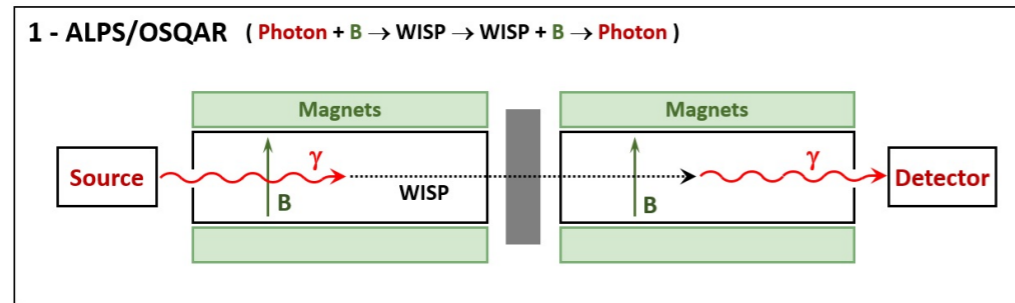 1 - ALPS/OSQAR ( Photon + B → WISP → WISP + B → Photon )
Magnets Magnets
γ γ
Source WISP Detector
B B